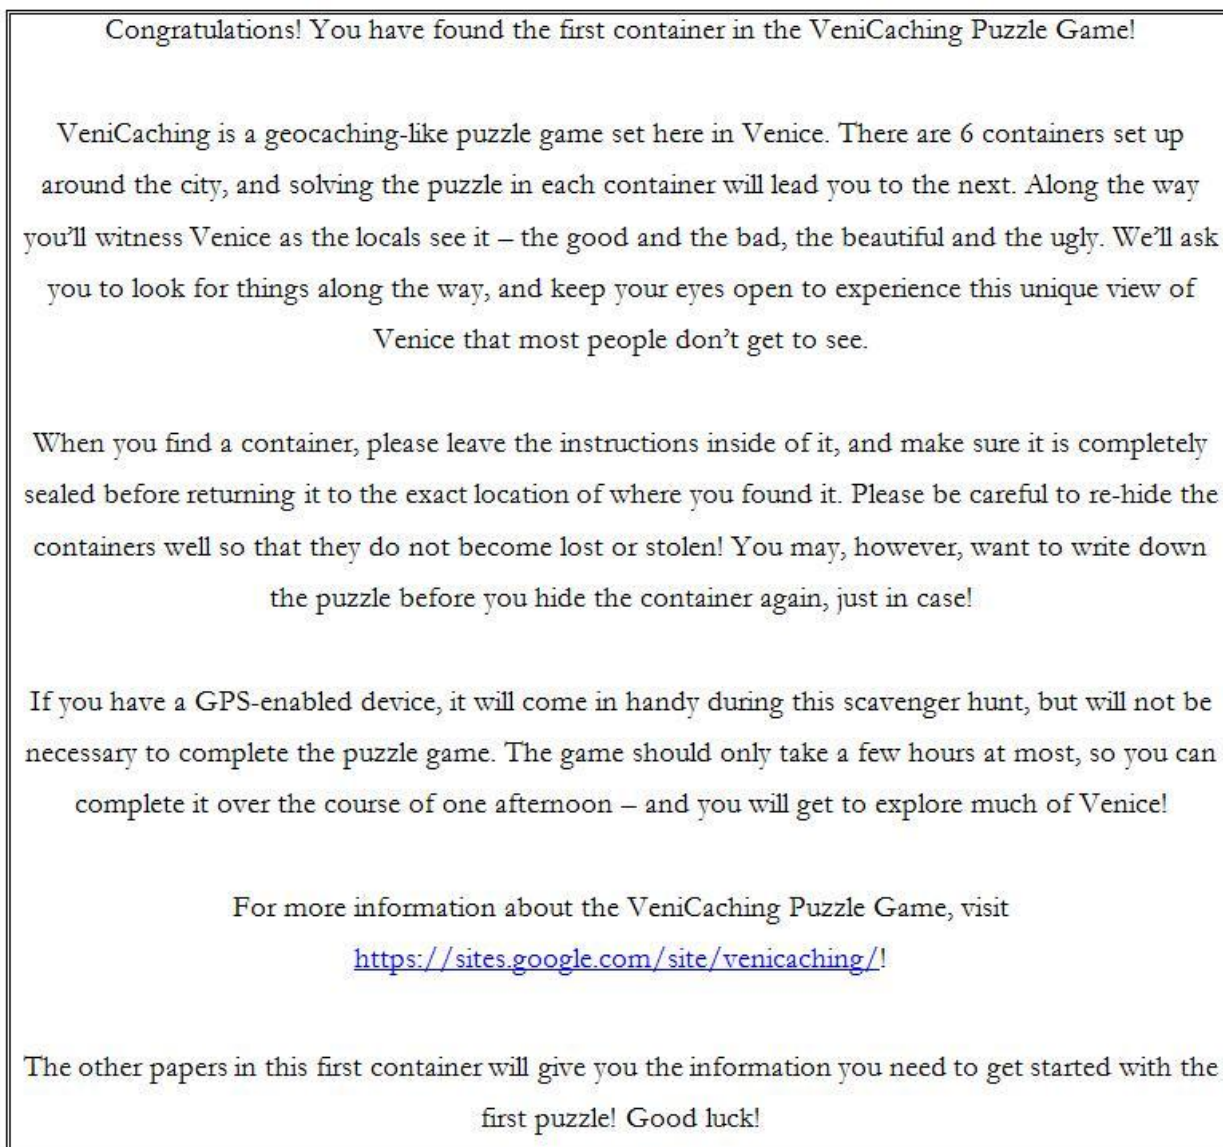 Congratulations! You have found the first container in the VeniCaching Puzzle Game!
VeniCaching is a geocaching-like puzzle game set here in Venice. There are 6 containers set up
around the city, and solving the puzzle in each container will lead you to the next. Along the way
you’ll witness Venice as the locals see it – the good and the bad, the beautiful and the ugly. We’ll ask
you to look for things along the way, and keep your eyes open to experience this unique view of
Venice that most people don’t get to see.
When you find a container, please leave the instructions inside of it, and make sure it is completely
sealed before returning it to the exact location of where you found it. Please be careful to re-hide the
containers well so that they do not become lost or stolen! You may, however, want to write down
the puzzle before you hide the container again, just in case!
If you have a GPS-enabled device, it will come in handy during this scavenger hunt, but will not be
necessary to complete the puzzle game. The game should only take a few hours at most, so you can
complete it over the course of one afternoon – and you will get to explore much of Venice!
For more information about the VeniCaching Puzzle Game, visit
https://sites.google.com/site/venicaching/!
The other papers in this first container will give you the information you need to get started with the
first puzzle! Good luck!